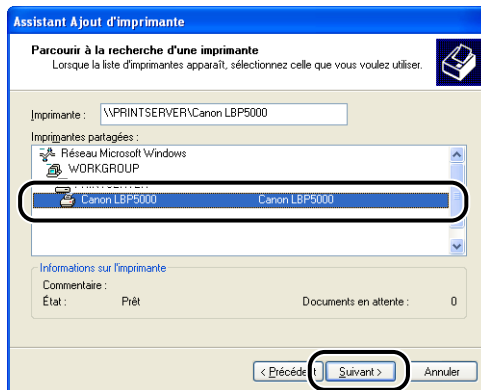 Assistant Ajout d'imprimante
Parcourir à la recherche d'une imprimante
Lorsque la liste d'imprimantes apparaît, sélectionnez celle que vous voulez utiliser.
Imprimante : \\PRINTSERVER\Canon LBP5000
Imprimantes partagées :
Réseau Microsoft Windows
WORKGROUP
PRINTSERVER
Canon LBP5000 Canon LBP5000
Informations sur l'imprimante
Commentaire :
État : Prêt Documents en attente : 0
< Précédent Suivant > Annuler